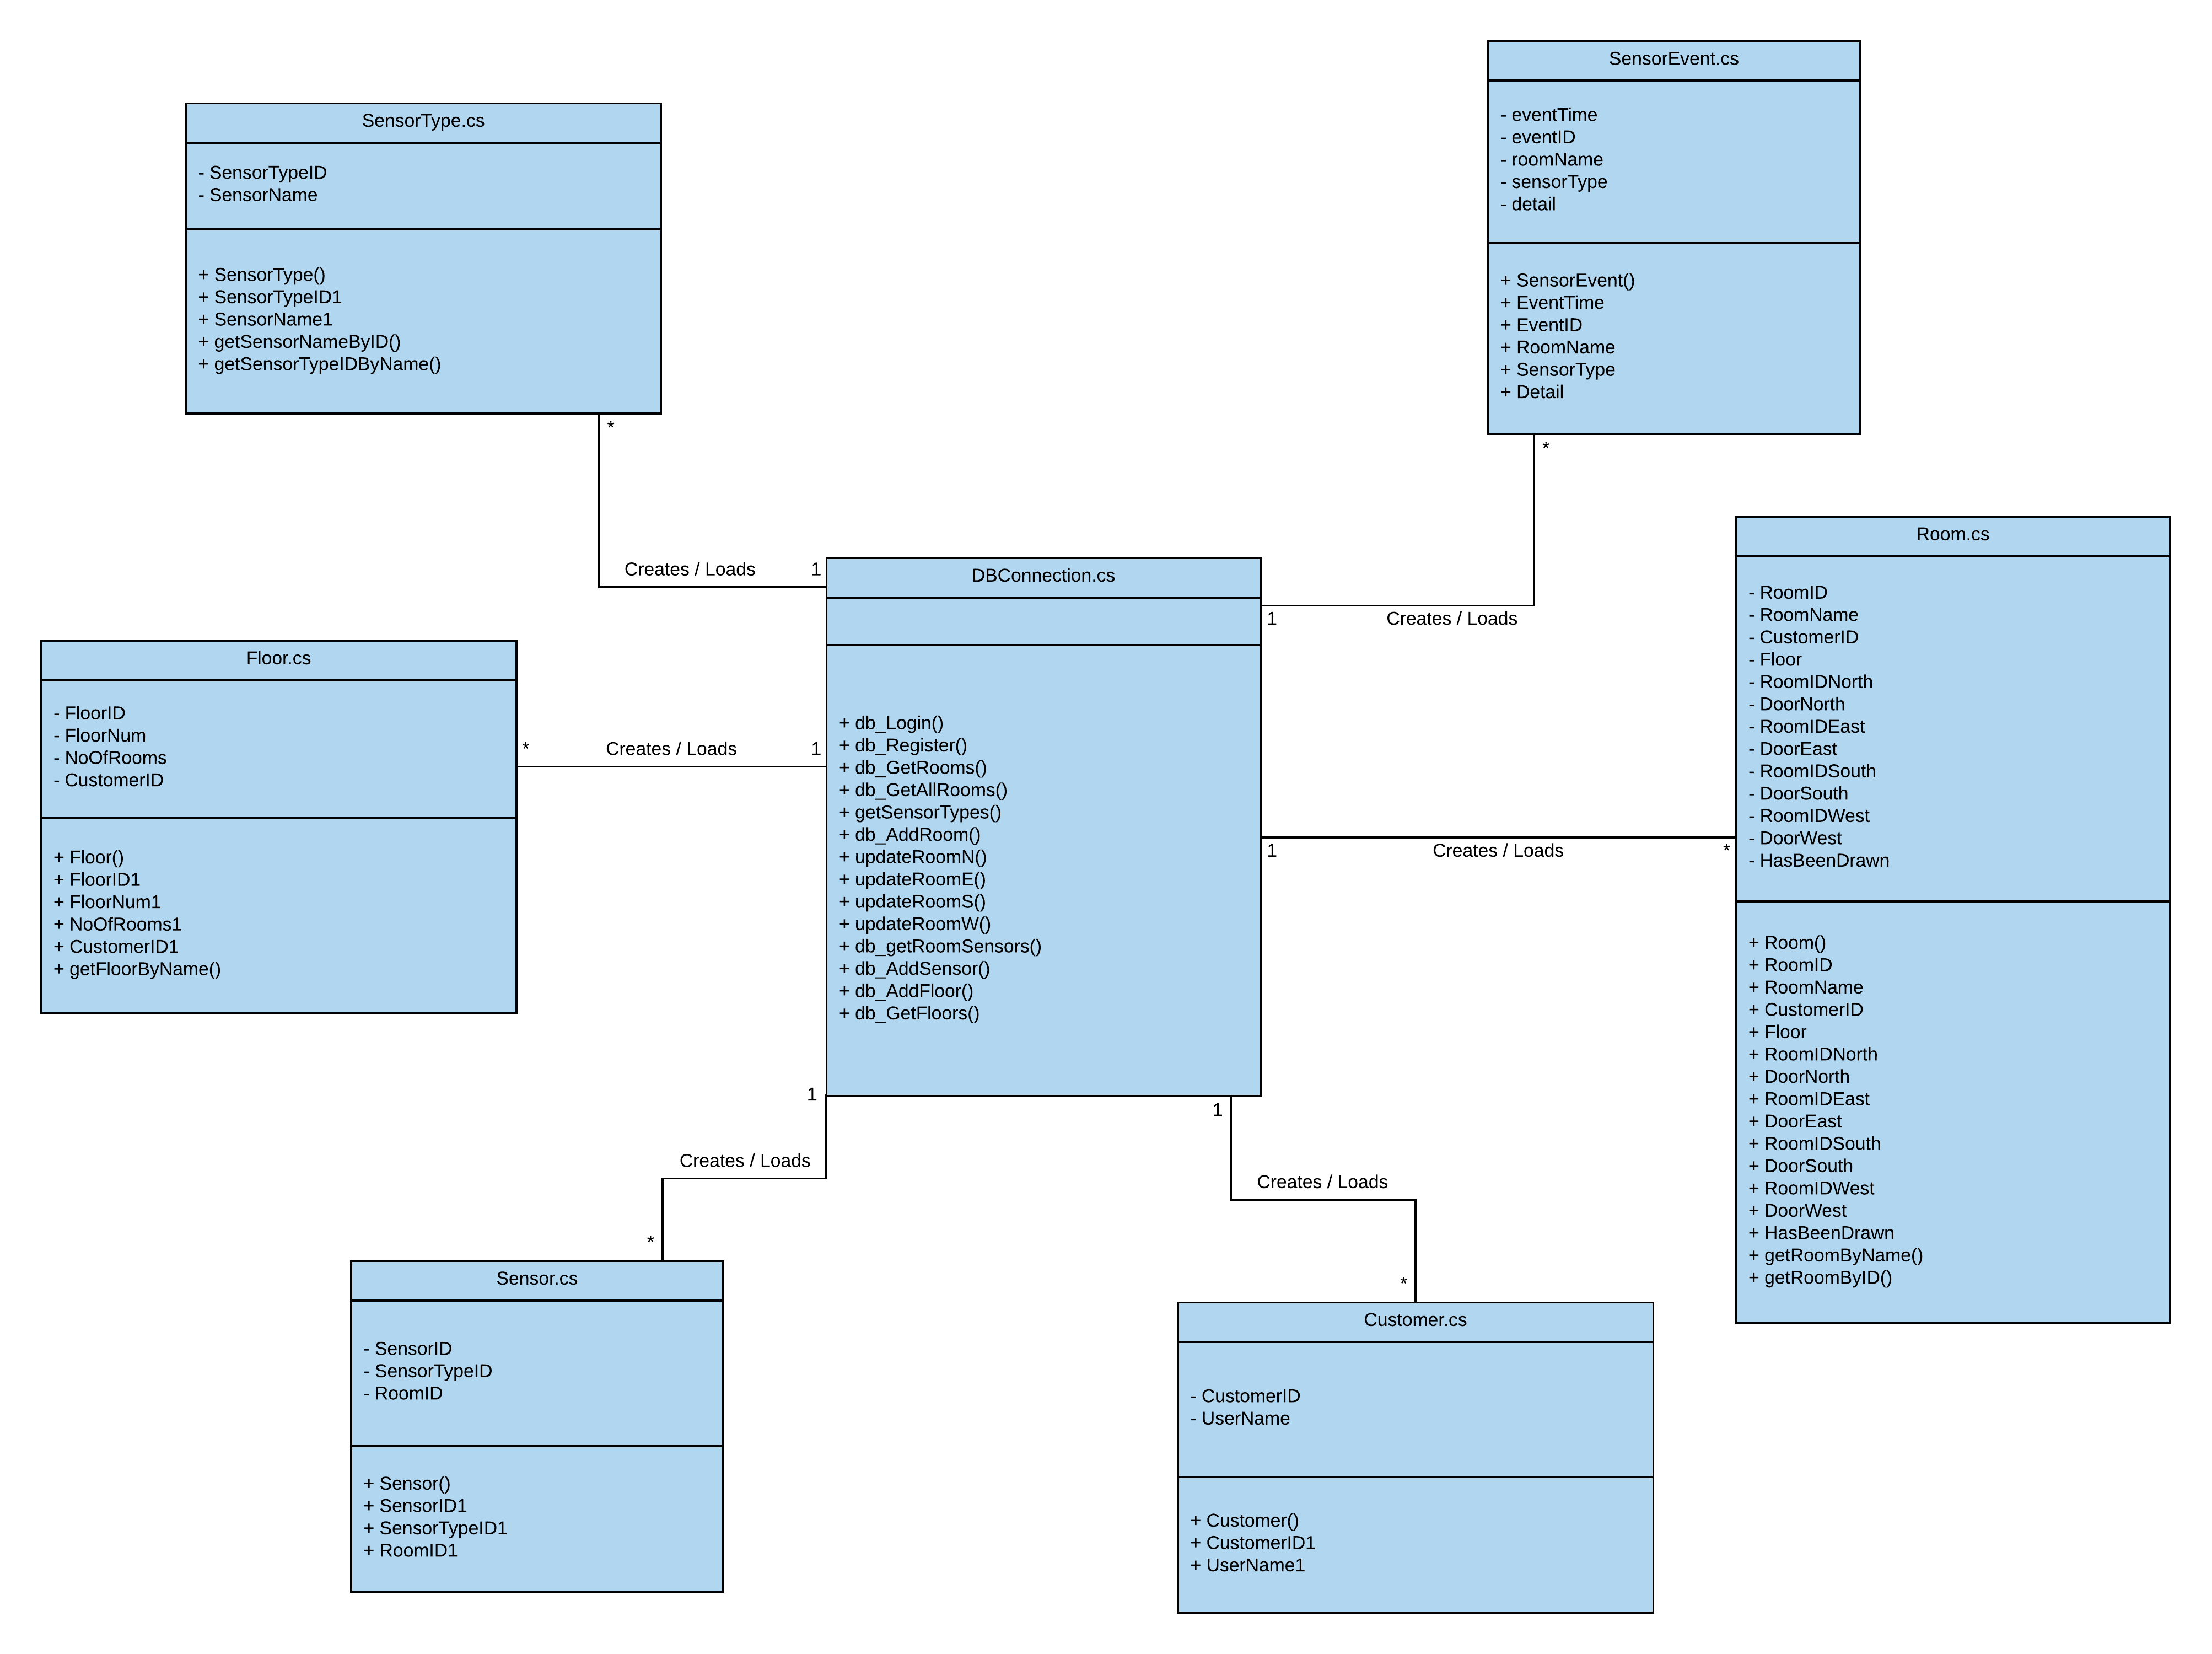 SensorType.cs
- SensorTypeID
- SensorName
+ SensorType()
+ SensorTypeID1
+ SensorName1
+ getSensorNameByID()
+ getSensorTypeIDByName()
*
Creates / Loads
1
SensorEvent.cs
- eventTime
- eventID
- roomName
- sensorType
- detail
+ SensorEvent()
+ EventTime
+ EventID
+ RoomName
+ SensorType
+ Detail
*
1
Creates / Loads
Floor.cs
- FloorID
- FloorNum
- NoOfRooms
- CustomerID
+ Floor()
+ FloorID1
+ FloorNum1
+ NoOfRooms1
+ CustomerID1
+ getFloorByName()
*
Creates / Loads
1
DBConnection.cs
+ db_Login()
+ db_Register()
+ db_GetRooms()
+ db_GetAllRooms()
+ getSensorTypes()
+ db_AddRoom()
+ updateRoomN()
+ updateRoomE()
+ updateRoomS()
+ updateRoomW()
+ db_getRoomSensors()
+ db_AddSensor()
+ db_AddFloor()
+ db_GetFloors()
1
Creates / Loads
*
Room.cs
- RoomID
- RoomName
- CustomerID
- Floor
- RoomIDNorth
- DoorNorth
- RoomIDEast
- DoorEast
- RoomIDSouth
- DoorSouth
- RoomIDWest
- DoorWest
- HasBeenDrawn
+ Room()
+ RoomID
+ RoomName
+ CustomerID
+ Floor
+ RoomIDNorth
+ DoorNorth
+ RoomIDEast
+ DoorEast
+ RoomIDSouth
+ DoorSouth
+ RoomIDWest
+ DoorWest
+ HasBeenDrawn
+ getRoomByName()
+ getRoomByID()
1
Creates / Loads
*
Sensor.cs
- SensorID
- SensorTypeID
- RoomID
+ Sensor()
+ SensorID1
+ SensorTypeID1
+ RoomID1
1
Creates / Loads
*
Customer.cs
- CustomerID
- UserName
+ Customer()
+ CustomerID1
+ UserName1